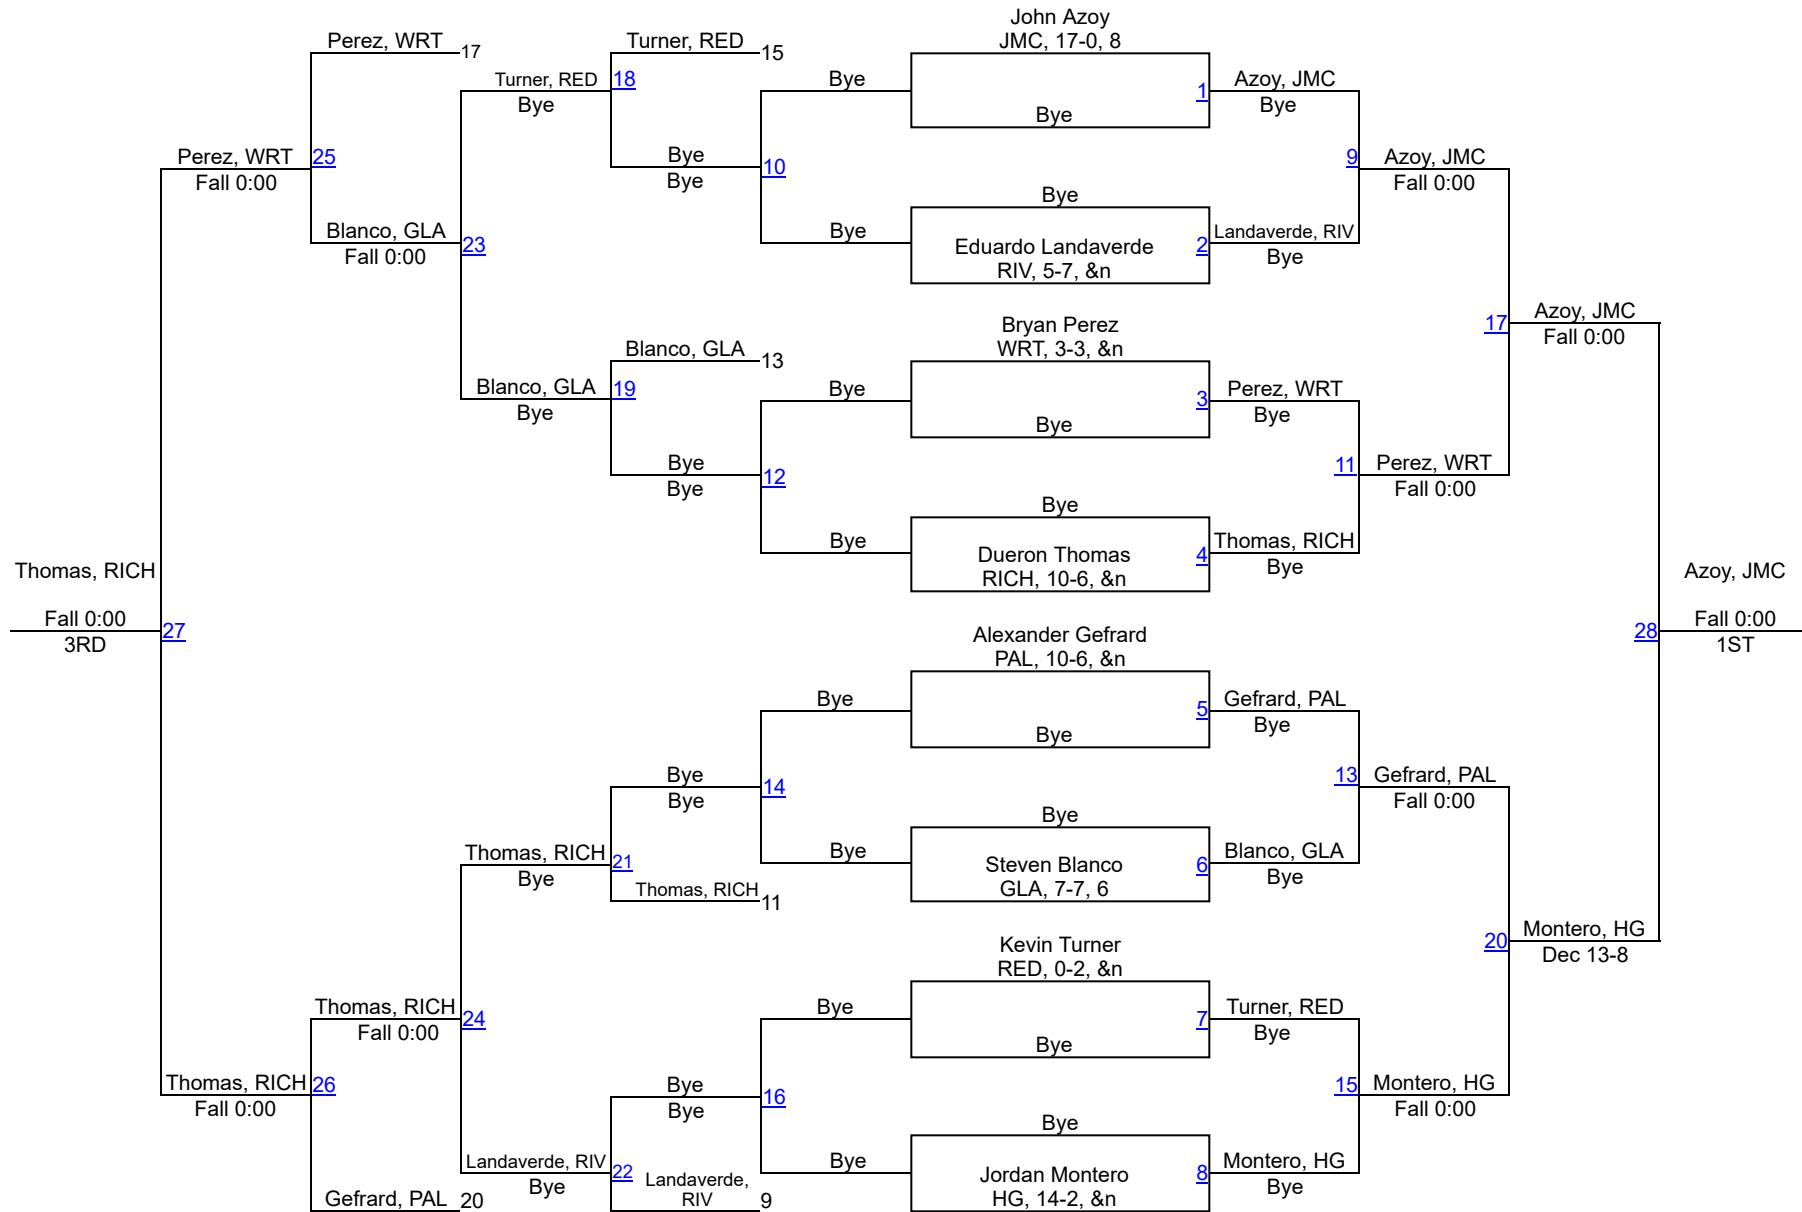 John Azoy
Perez, WRT
17
Turner, RED
15
JMC, 17-0, 8
Turner, RED
18
Bye
1
Azoy, JMC
Bye
Bye
Bye
Perez, WRT
25
Bye
10
9
Azoy, JMC
Fall 0:00
Bye
Fall 0:00
Bye
Blanco, GLA
23
Bye
Eduardo Landaverde
2
Landaverde, RIV
Fall 0:00
RIV, 5-7, &n
Bye
Bryan Perez
17
Azoy, JMC
Blanco, GLA
13
WRT, 3-3, &n
Fall 0:00
Blanco, GLA
19
Bye
3
Perez, WRT
Bye
Bye
Bye
Bye
12
11
Perez, WRT
Bye
Fall 0:00
Bye
Bye
Dueron Thomas
4
Thomas, RICH
Thomas, RICH
RICH, 10-6, &n
Bye
Azoy, JMC
Fall 0:00
27
28
Fall 0:00
3RD
Alexander Gefrard
1ST
PAL, 10-6, &n
Bye
5
Gefrard, PAL
Bye
Bye
Bye
14
13
Gefrard, PAL
Bye
Fall 0:00
Bye
Thomas, RICH
21
Bye
Steven Blanco
6
Blanco, GLA
Bye
Thomas, RICH
11
GLA, 7-7, 6
Bye
Kevin Turner
20
Montero, HG
RED, 0-2, &n
Dec 13-8
Thomas, RICH
24
Bye
7
Turner, RED
Fall 0:00
Bye
Bye
Thomas, RICH
26
Bye
16
15
Montero, HG
Fall 0:00
Bye
Fall 0:00
Bye
Landaverde, RIV
22
Bye
Jordan Montero
8
Montero, HG
Bye
Landaverde,
Gefrard, PAL
20
RIV
9
HG, 14-2, &n
Bye